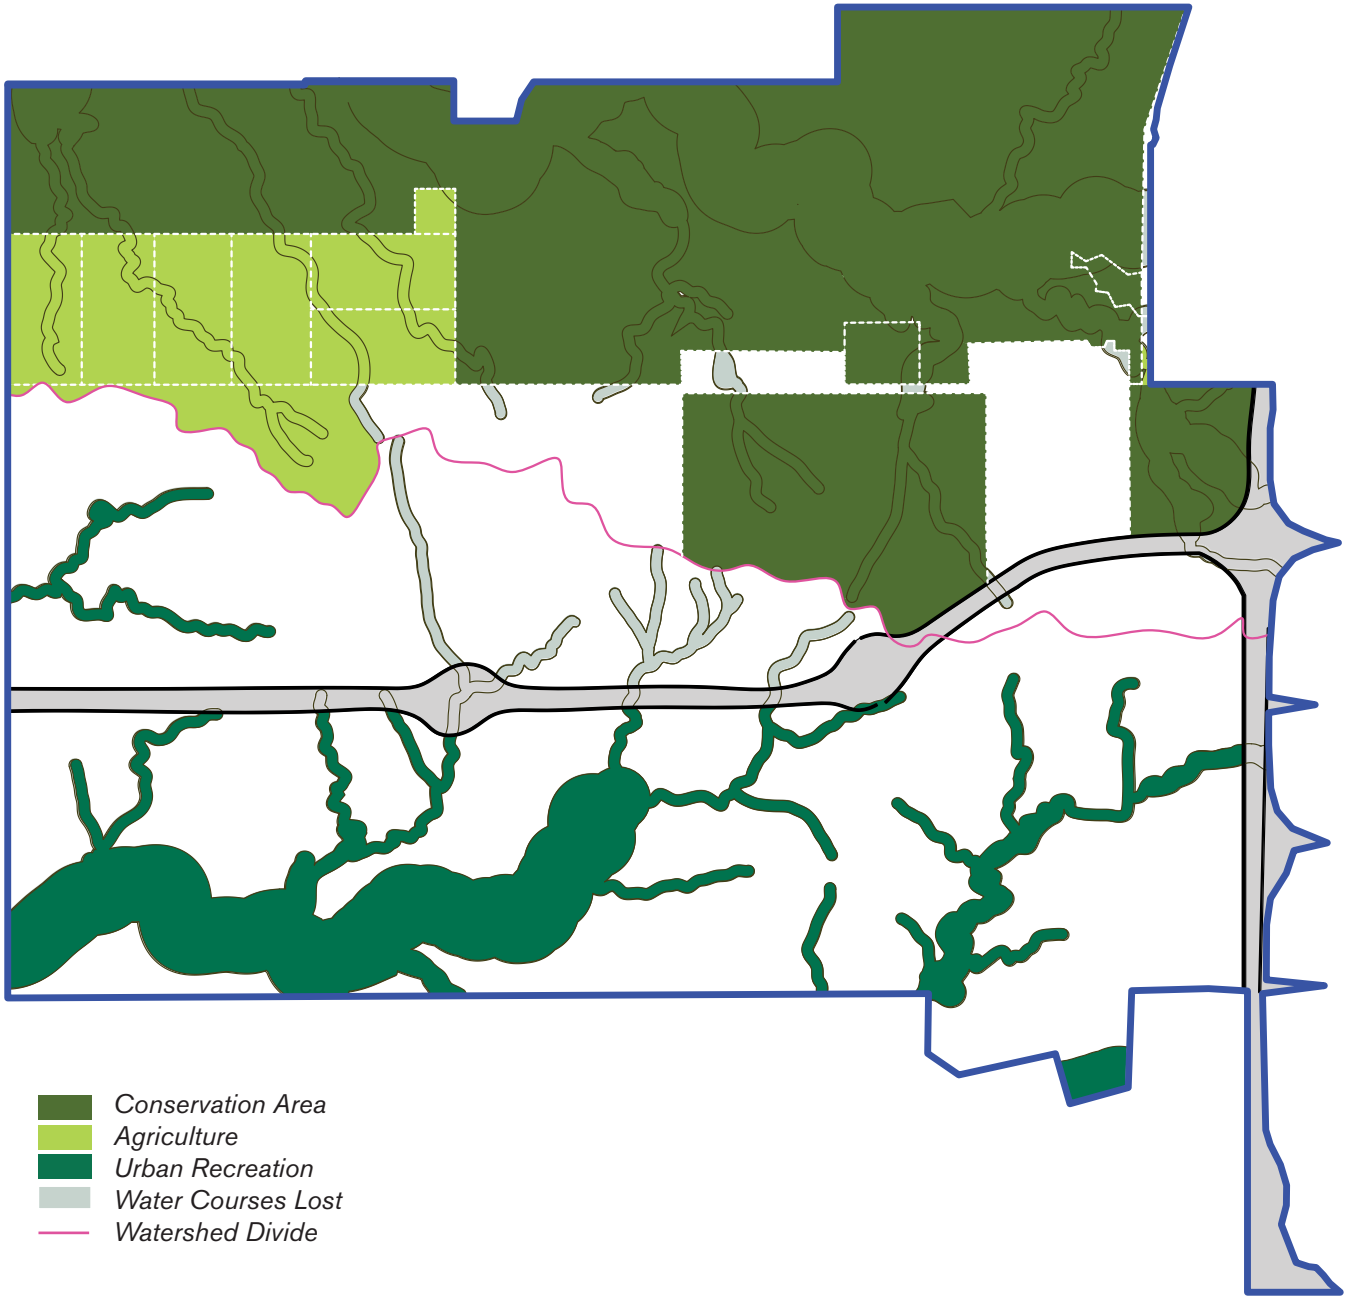 Conservation Area
Agriculture
Urban Recreation
Water Courses Lost
Watershed Divide